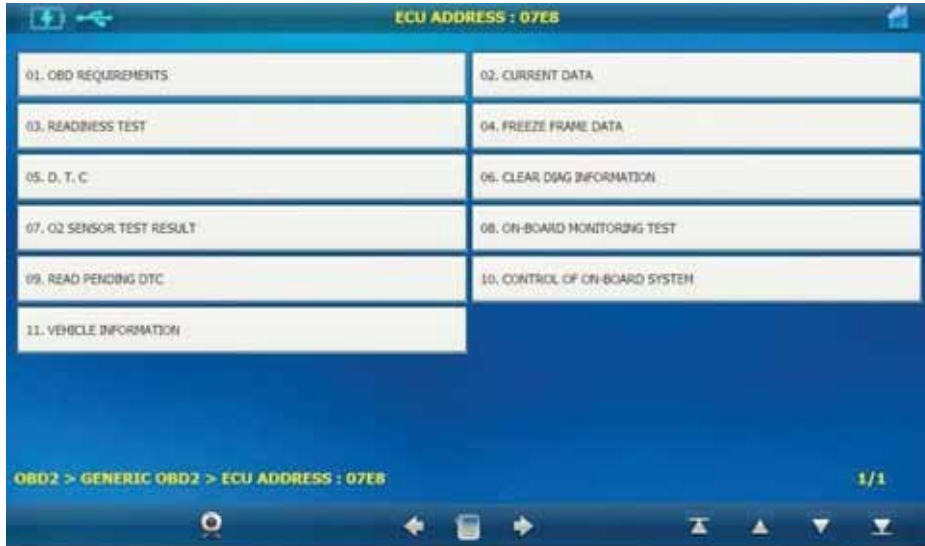 ECU ADDRESS : 07E8
01. OBD REQUIREMENTS
02. CURRENT DATA
03. READINESS TEST
04. FREEZE FRAME DATA
05. D. T. C
06. CLEAR DIAG INFORMATION
07. O2 SENSOR TEST RESULT
08. ON-BOARD MONITORING TEST
09. READ PENDING DTC
10. CONTROL OF ON-BOARD SYSTEM
11. VEHICLE INFORMATION
OBD2 > GENERIC OBD2 > ECU ADDRESS : 07E8
1/1